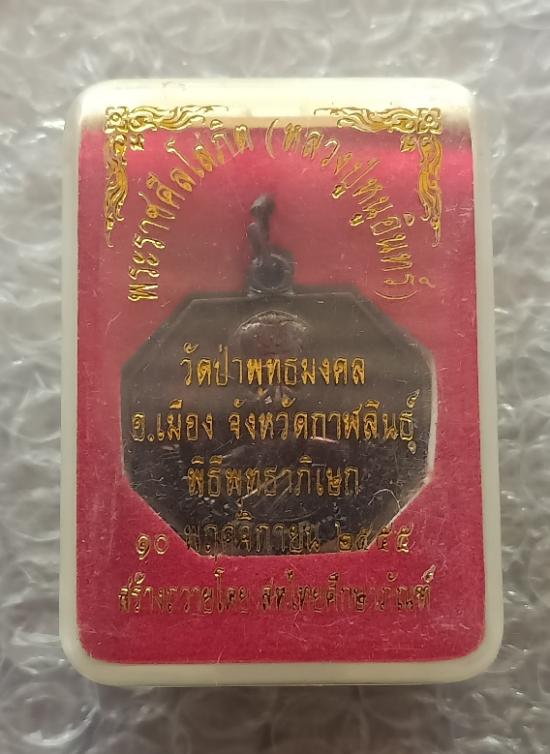 พระราชศีลโสภิต (หลวงปู่หนูอินทร์)
วัดป่าพุทธมงคล
อ.เมือง จังหวัดกาฬสินธุ์
พิธีพุทธาภิเษก
๑๐ พฤศจิกายน ๒๕๔๕
สร้างถวายโดย สหไทยศึกษาภัณฑ์